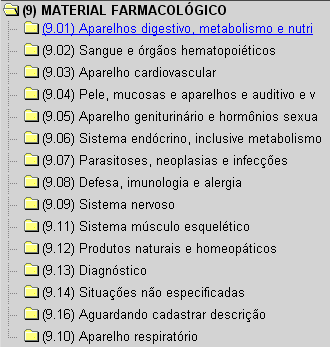 (9) MATERIAL FARMACOLÓGICO
(9.01) Aparelhos digestivo, metabolismo e nutri
(9.02) Sangue e órgãos hematopoiéticos
(9.03) Aparelho cardiovascular
(9.04) Pele, mucosas e aparelhos e auditivo e v
(9.05) Aparelho geniturinário e hormônios sexua
(9.06) Sistema endócrino, inclusive metabolismo
(9.07) Parasitoses, neoplasias e infecções
(9.08) Defesa, imunologia e alergia
(9.09) Sistema nervoso
(9.11) Sistema músculo esquelético
(9.12) Produtos naturais e homeopáticos
(9.13) Diagnóstico
(9.14) Situações não especificadas
(9.16) Aguardando cadastrar descrição
(9.10) Aparelho respiratório